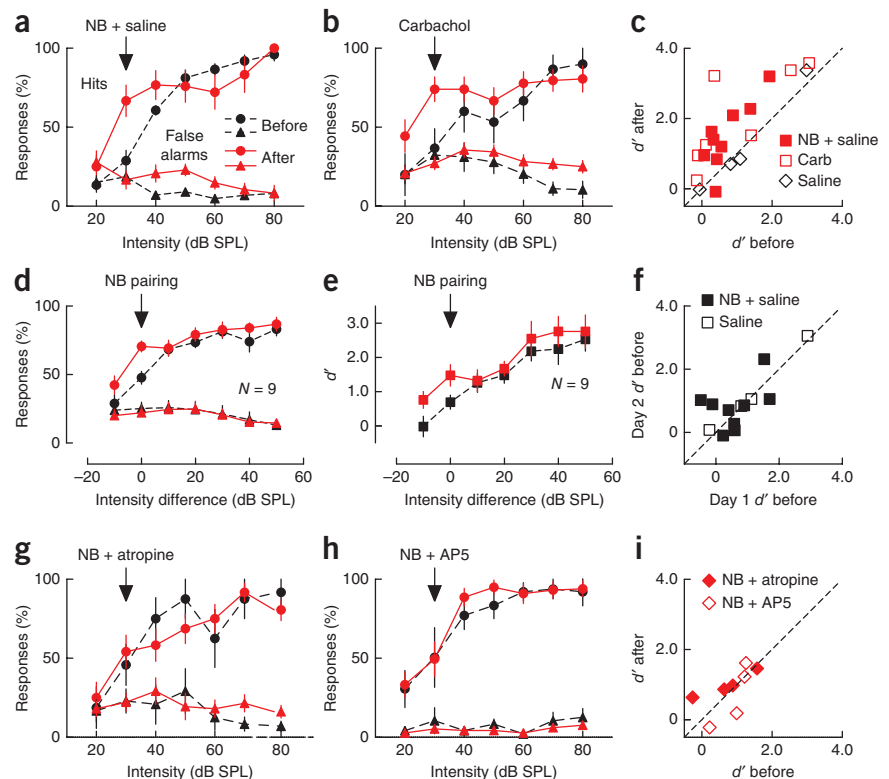 a
NB + saline
100
50
0
Responses (%)
Hits
False
alarms
Before
After
20 40 60 80
Intensity (dB SPL)
b
Carbachol
100
50
0
Responses (%)
20 40 60 80
Intensity (dB SPL)
c
4.0
2.0
0
d′ after
NB + saline
Carb
Saline
0 2.0 4.0
d′ before
d
NB pairing
100
50
0
Responses (%)
N = 9
–20 0 20 40 60
Intensity difference (dB SPL)
e
NB pairing
3.0
2.0
1.0
0
d′
N = 9
–20 0 20 40 60
Intensity difference (dB SPL)
f
4.0
2.0
0
Day 2 d′ before
NB + saline
Saline
0 2.0 4.0
Day 1 d′ before
g
NB + atropine
100
50
0
Responses (%)
20 40 60 80
Intensity (dB SPL)
h
NB + AP5
100
50
0
Responses (%)
20 40 60 80
Intensity (dB SPL)
i
4.0
2.0
0
d′ after
NB + atropine
NB + AP5
0 2.0 4.0
d′ before